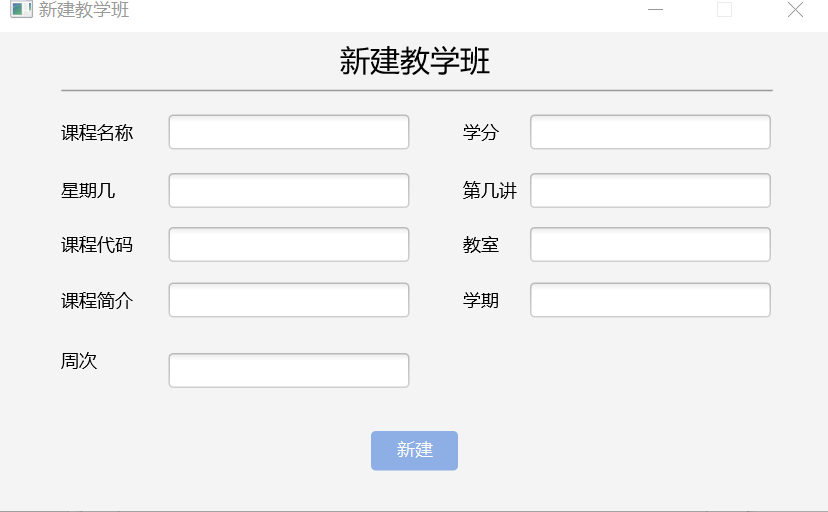 新建教学班
新建教学班
课程名称 学分
星期几 第几讲
课程代码 教室
课程简介 学期
周次
新建